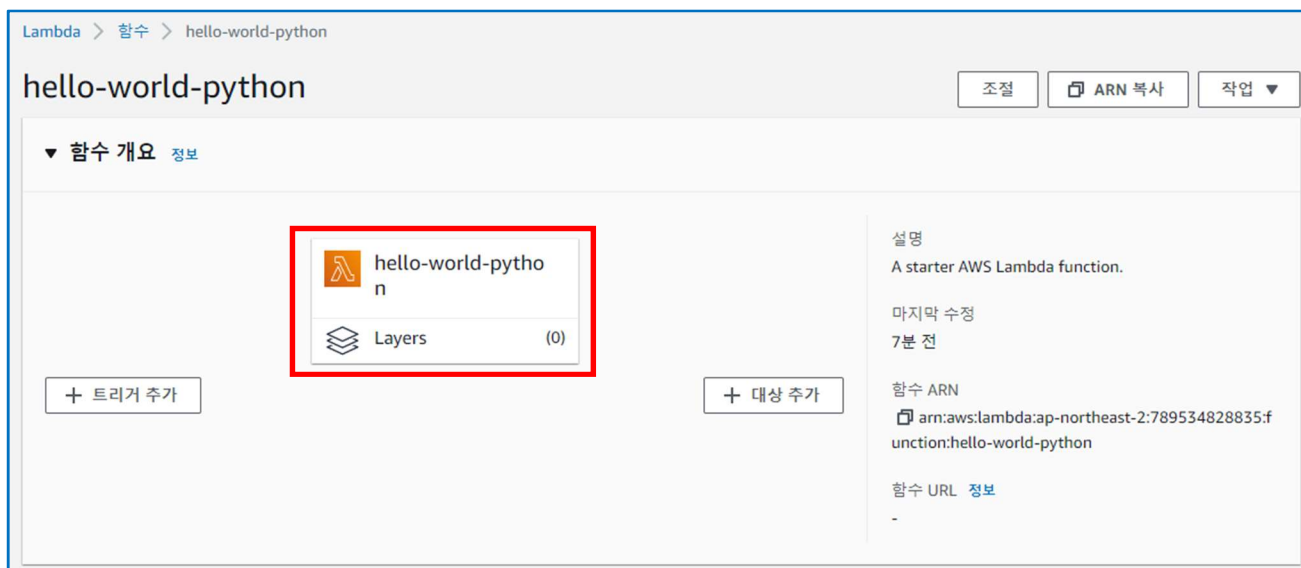 Lambda > 함수 > hello-world-python
hello-world-python
조절
ARN 복사
작업 ▼
▼ 함수 개요 정보
hello-world-pytho
n
Layers (0)
+ 트리거 추가
+ 대상 추가
설명
A starter AWS Lambda function.
마지막 수정
7분 전
함수 ARN
arn:aws:lambda:ap-northeast-2:789534828835:f
unction:hello-world-python
함수 URL 정보
-